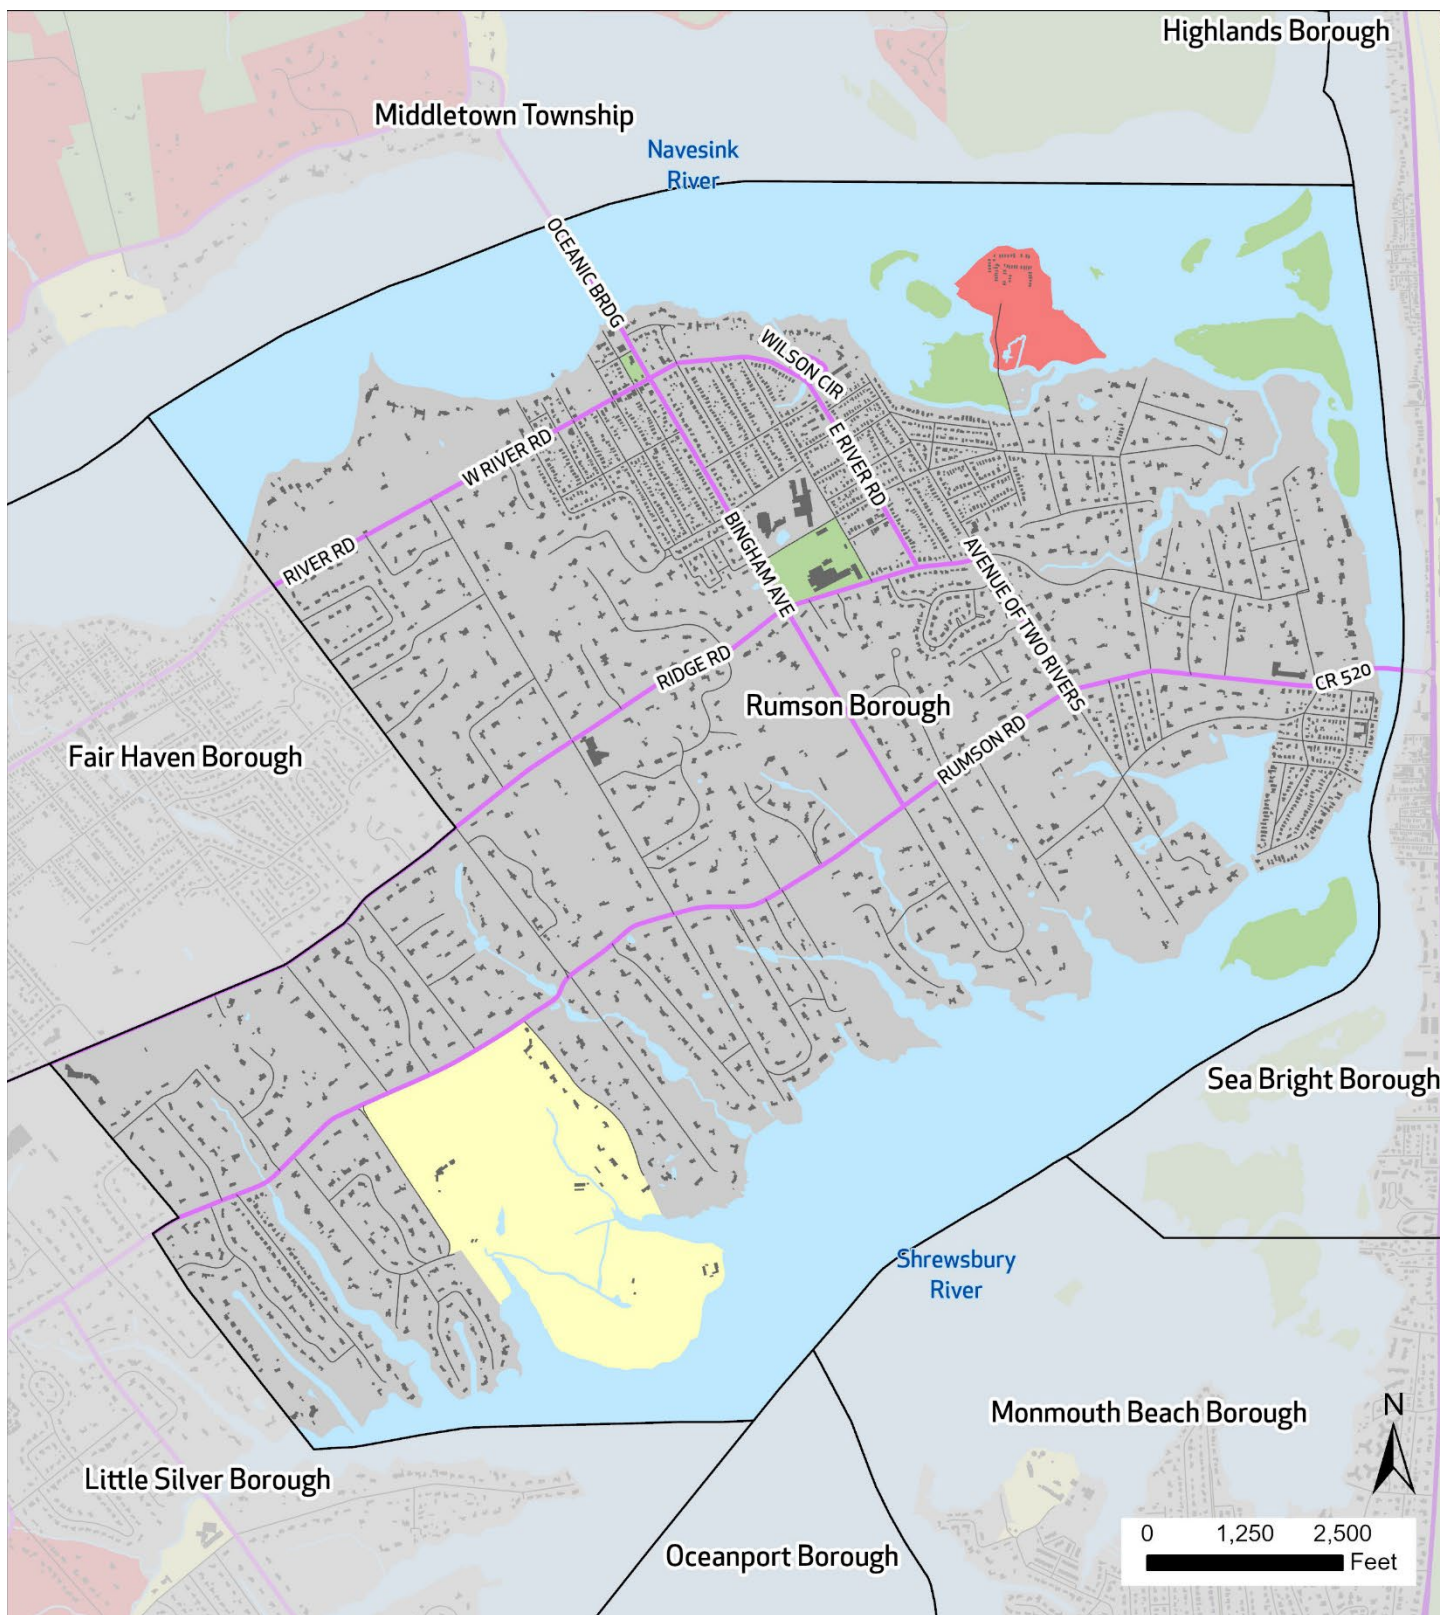 Highlands Borough
Middletown Township
Navesink
River
OCEANIC BRDG
WILSON CIR
W RIVER RD
E RIVER RD
RIVER RD
BINGHAM AVE
AVENUE OF TWO RIVERS
RIDGE RD
CR 520
Rumson Borough
RUMSON RD
Fair Haven Borough
Sea Bright Borough
Shrewsbury
River
Monmouth Beach Borough
N
Little Silver Borough
Oceanport Borough
0 1,250 2,500
Feet